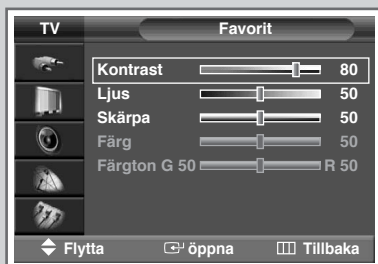 TV Favorit
Kontrast 80
Ljus 50
Skärpa 50
Färg 50
Färgton G 50 R 50
Flytta öppna Tillbaka